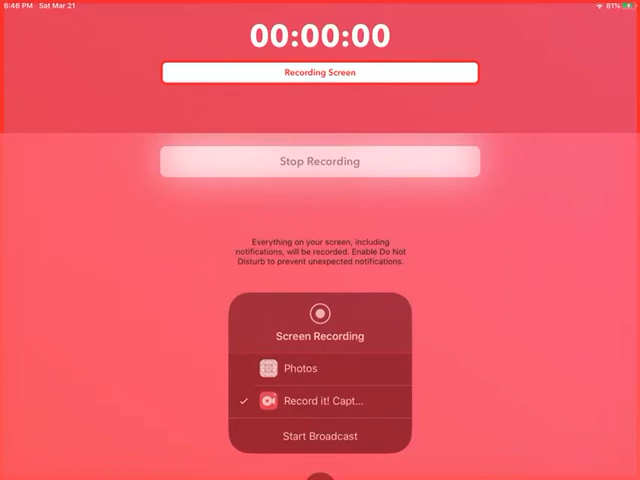 6:46 PM Sat Mar 21
81%
00:00:00
Recording Screen
Stop Recording
Everything on your screen, including
notifications, will be recorded. Enable Do Not
Disturb to prevent unexpected notifications.
Screen Recording
Photos
Record it! Capt...
Start Broadcast